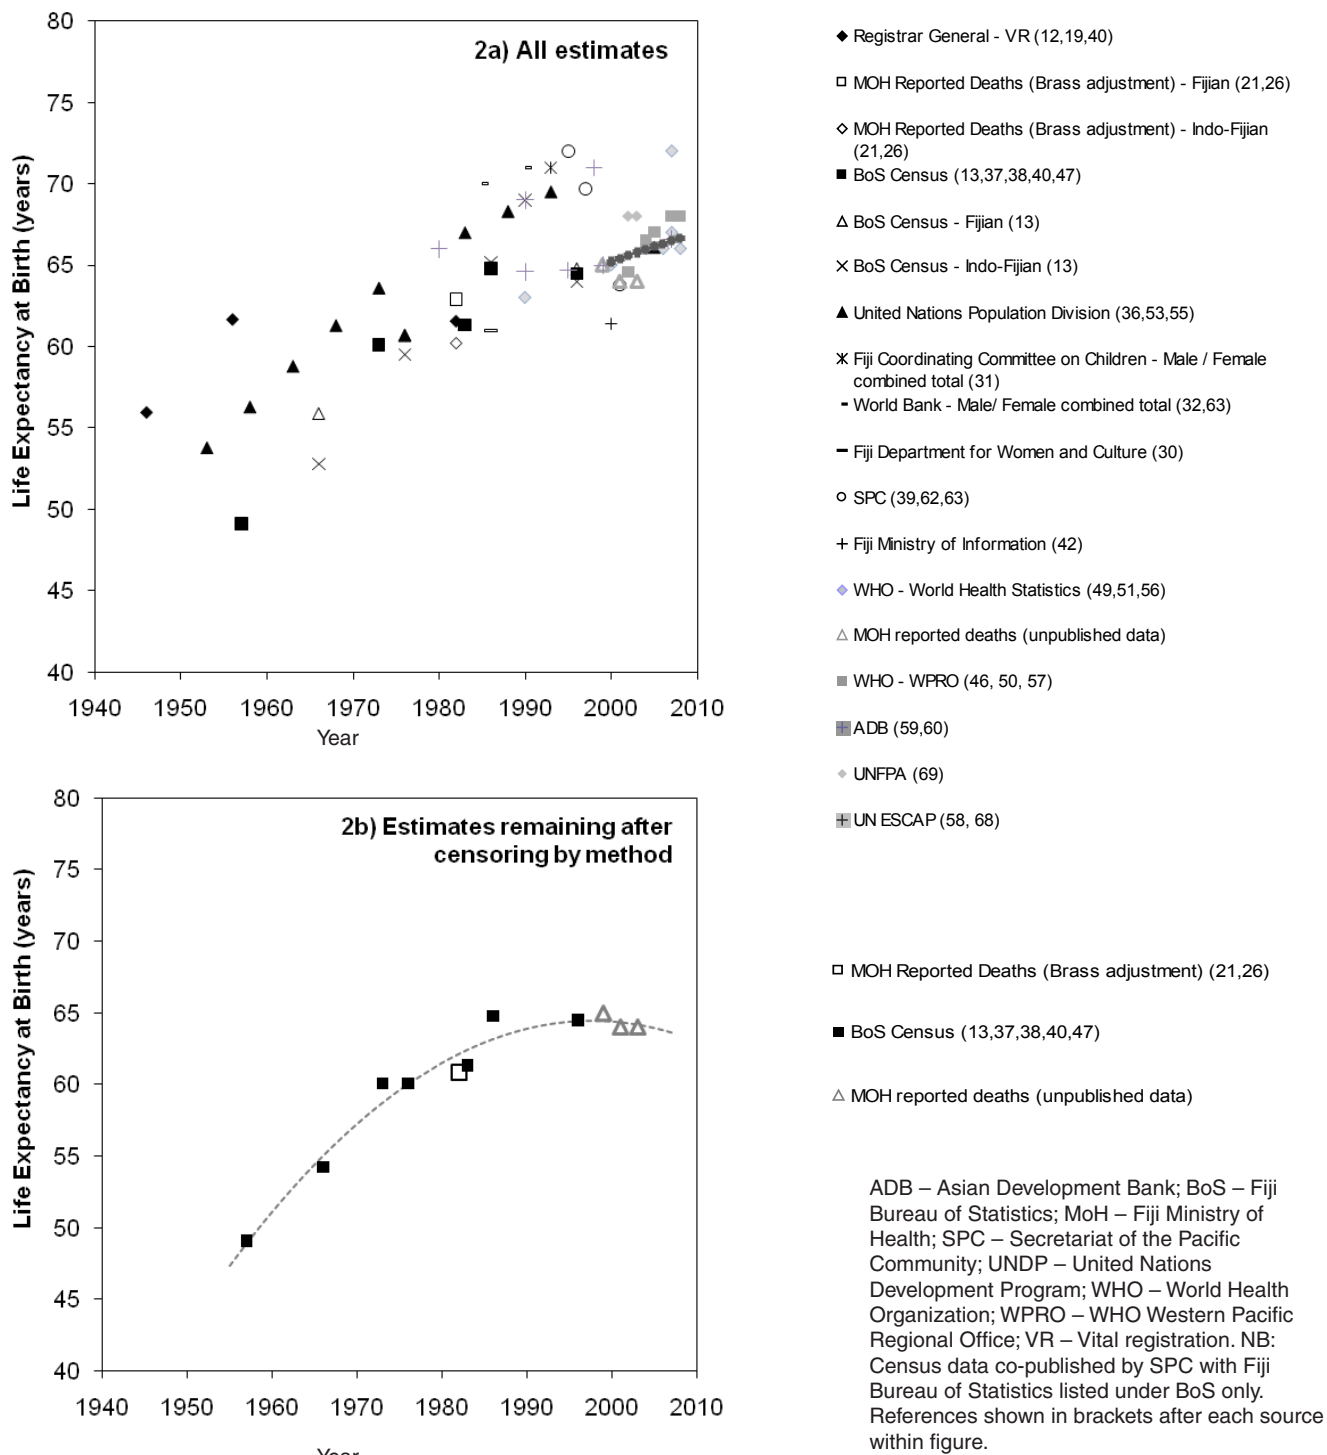 2a) All estimates
Life Expectancy at Birth (years)
80
75
70
65
60
55
50
45
40
1940 1950 1960 1970 1980 1990 2000 2010
Year
Registrar General - VR (12,19,40)
MOH Reported Deaths (Brass adjustment) - Fijian (21,26)
MOH Reported Deaths (Brass adjustment) - Indo-Fijian
(21,26)
BoS Census (13,37,38,40,47)
BoS Census - Fijian (13)
BoS Census - Indo-Fijian (13)
United Nations Population Division (36,53,55)
Fiji Coordinating Committee on Children - Male / Female
combined total (31)
World Bank - Male/ Female combined total (32,63)
Fiji Department for Women and Culture (30)
SPC (39,62,63)
Fiji Ministry of Information (42)
WHO - World Health Statistics (49,51,56)
MOH reported deaths (unpublished data)
WHO - WPRO (46, 50, 57)
ADB (59,60)
UNFPA (69)
UN ESCAP (58, 68)
2b) Estimates remaining after
censoring by method
Life Expectancy at Birth (years)
80
75
70
65
60
55
50
45
40
1940 1950 1960 1970 1980 1990 2000 2010
Year
MOH Reported Deaths (Brass adjustment) (21,26)
BoS Census (13,37,38,40,47)
MOH reported deaths (unpublished data)
ADB – Asian Development Bank; BoS – Fiji
Bureau of Statistics; MoH – Fiji Ministry of
Health; SPC – Secretariat of the Pacific
Community; UNDP – United Nations
Development Program; WHO – World Health
Organization; WPRO – WHO Western Pacific
Regional Office; VR – Vital registration. NB:
Census data co-published by SPC with Fiji
Bureau of Statistics listed under BoS only.
References shown in brackets after each source
within figure.